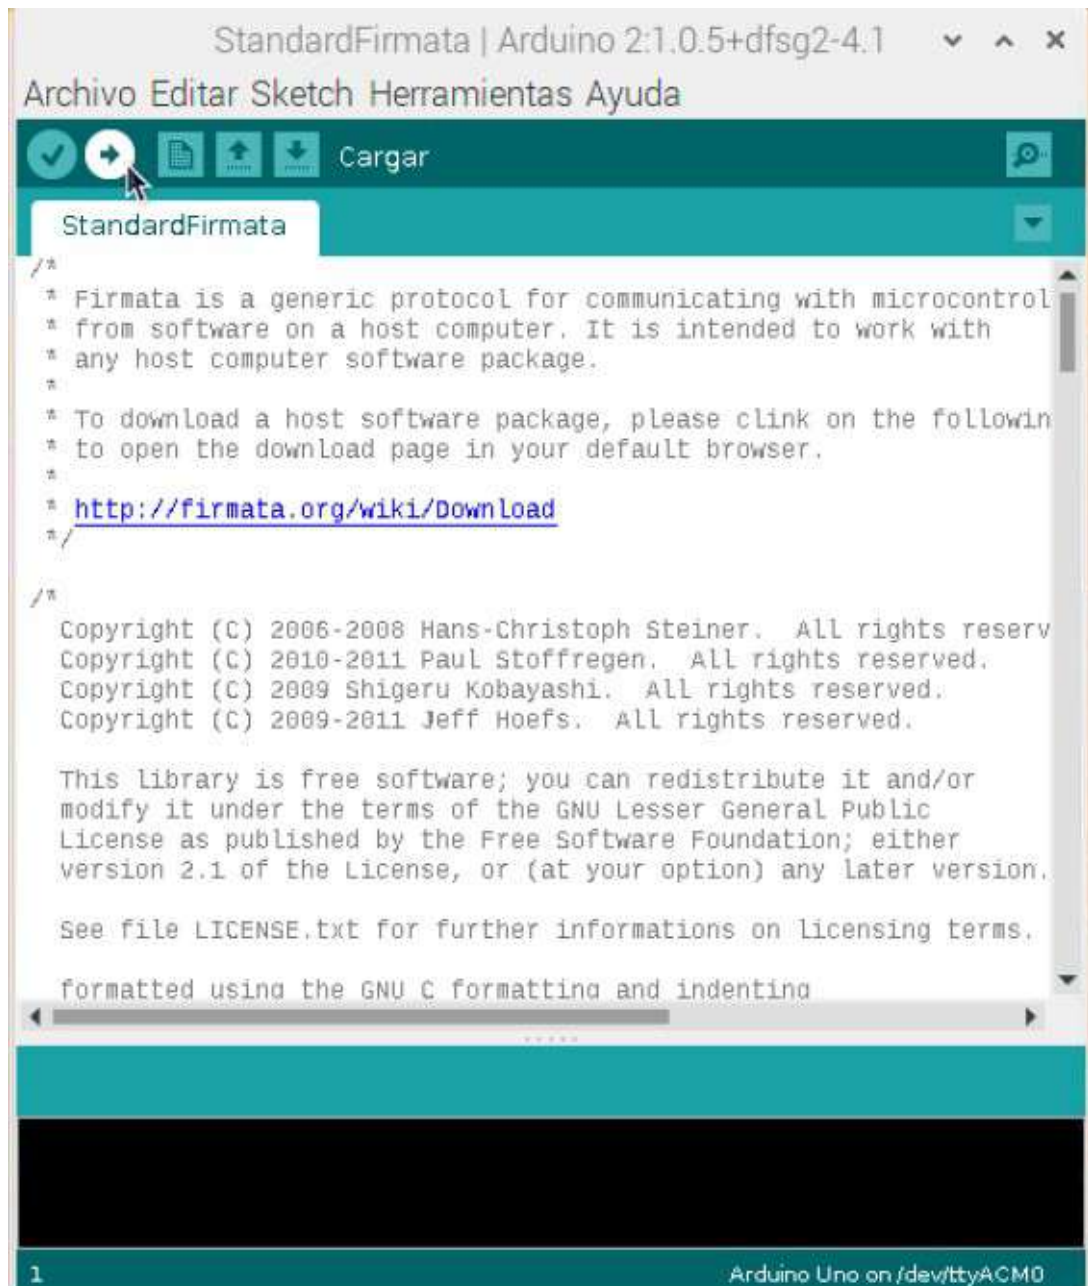 StandardFirmata | Arduino 2:1.0.5+dfsg2-4.1
Archivo Editar Sketch Herramientas Ayuda
Cargar
StandardFirmata
/*
* Firmata is a generic protocol for communicating with microcontrol
* from software on a host computer. It is intended to work with
* any host computer software package.
*
* To download a host software package, please clink on the followin
* to open the download page in your default browser.
*
* http://firmata.org/wiki/Download
*/
/*
Copyright (C) 2006-2008 Hans-Christoph Steiner.  All rights reserv
Copyright (C) 2010-2011 Paul Stoffregen.  All rights reserved.
Copyright (C) 2009 Shigeru Kobayashi.  All rights reserved.
Copyright (C) 2009-2011 Jeff Hoefs.  All rights reserved.
This library is free software; you can redistribute it and/or
modify it under the terms of the GNU Lesser General Public
License as published by the Free Software Foundation; either
version 2.1 of the License, or (at your option) any later version.
See file LICENSE.txt for further informations on licensing terms.
formatted using the GNU C formatting and indenting
1
Arduino Uno on /dev/ttyACM0